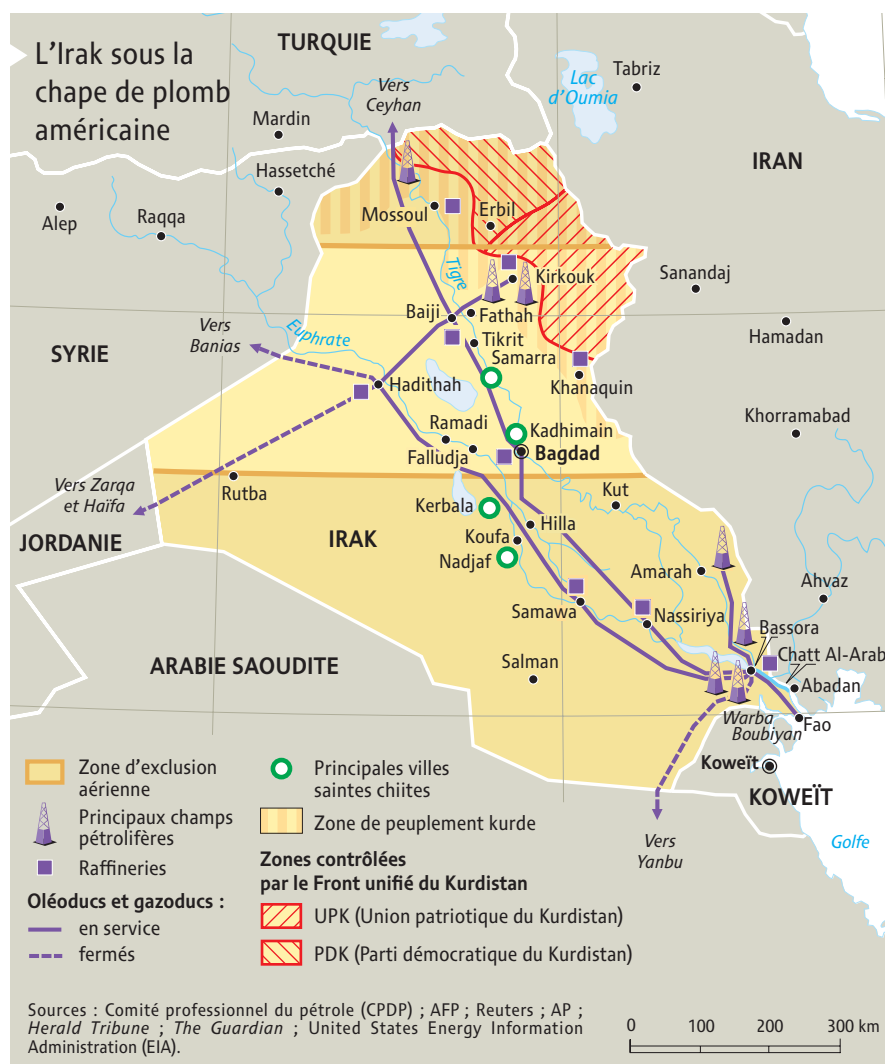 L'Irak sous la
chape de plomb
américaine
TURQUIE
Vers
Ceyhan
Lac
d'Oumia
Tabriz
Mardin
Hassetché
IRAN
Alep
Raqqa
Mossoul
Erbil
Tigre
Kirkouk
Sanandaj
Baiji
Fathah
Vers
Banias
Euphrate
Tikrit
Hamadan
SYRIE
Samarra
Hadithah
Khanaquin
Ramadi
Kadhimain
Khorramabad
Falludja
Bagdad
Vers Zarqa
et Haïfa
Rutba
Kut
Kerbala
JORDANIE
IRAK
Hilla
Koufa
Nadjaf
Amarah
Ahvaz
Samawa
Nassiriya
Bassora
ARABIE SAOUDITE
Salman
Chatt Al-Arab
Abadan
Warba
Boubiyan
Fao
Koweït
KOWEÏT
Vers
Yanbu
Golfe
Zone d'exclusion
aérienne
Principaux champs
pétrolifères
Raffineries
Oléoducs et gazoducs :
en service
fermés
Principales villes
saintes chiites
Zone de peuplement kurde
Zones contrôlées
par le Front unifié du Kurdistan
UPK (Union patriotique du Kurdistan)
PDK (Parti démocratique du Kurdistan)
Sources : Comité professionnel du pétrole (CPDP) ; AFP ; Reuters ; AP ;
Herald Tribune ; The Guardian ; United States Energy Information
Administration (EIA).
0 100 200 300 km